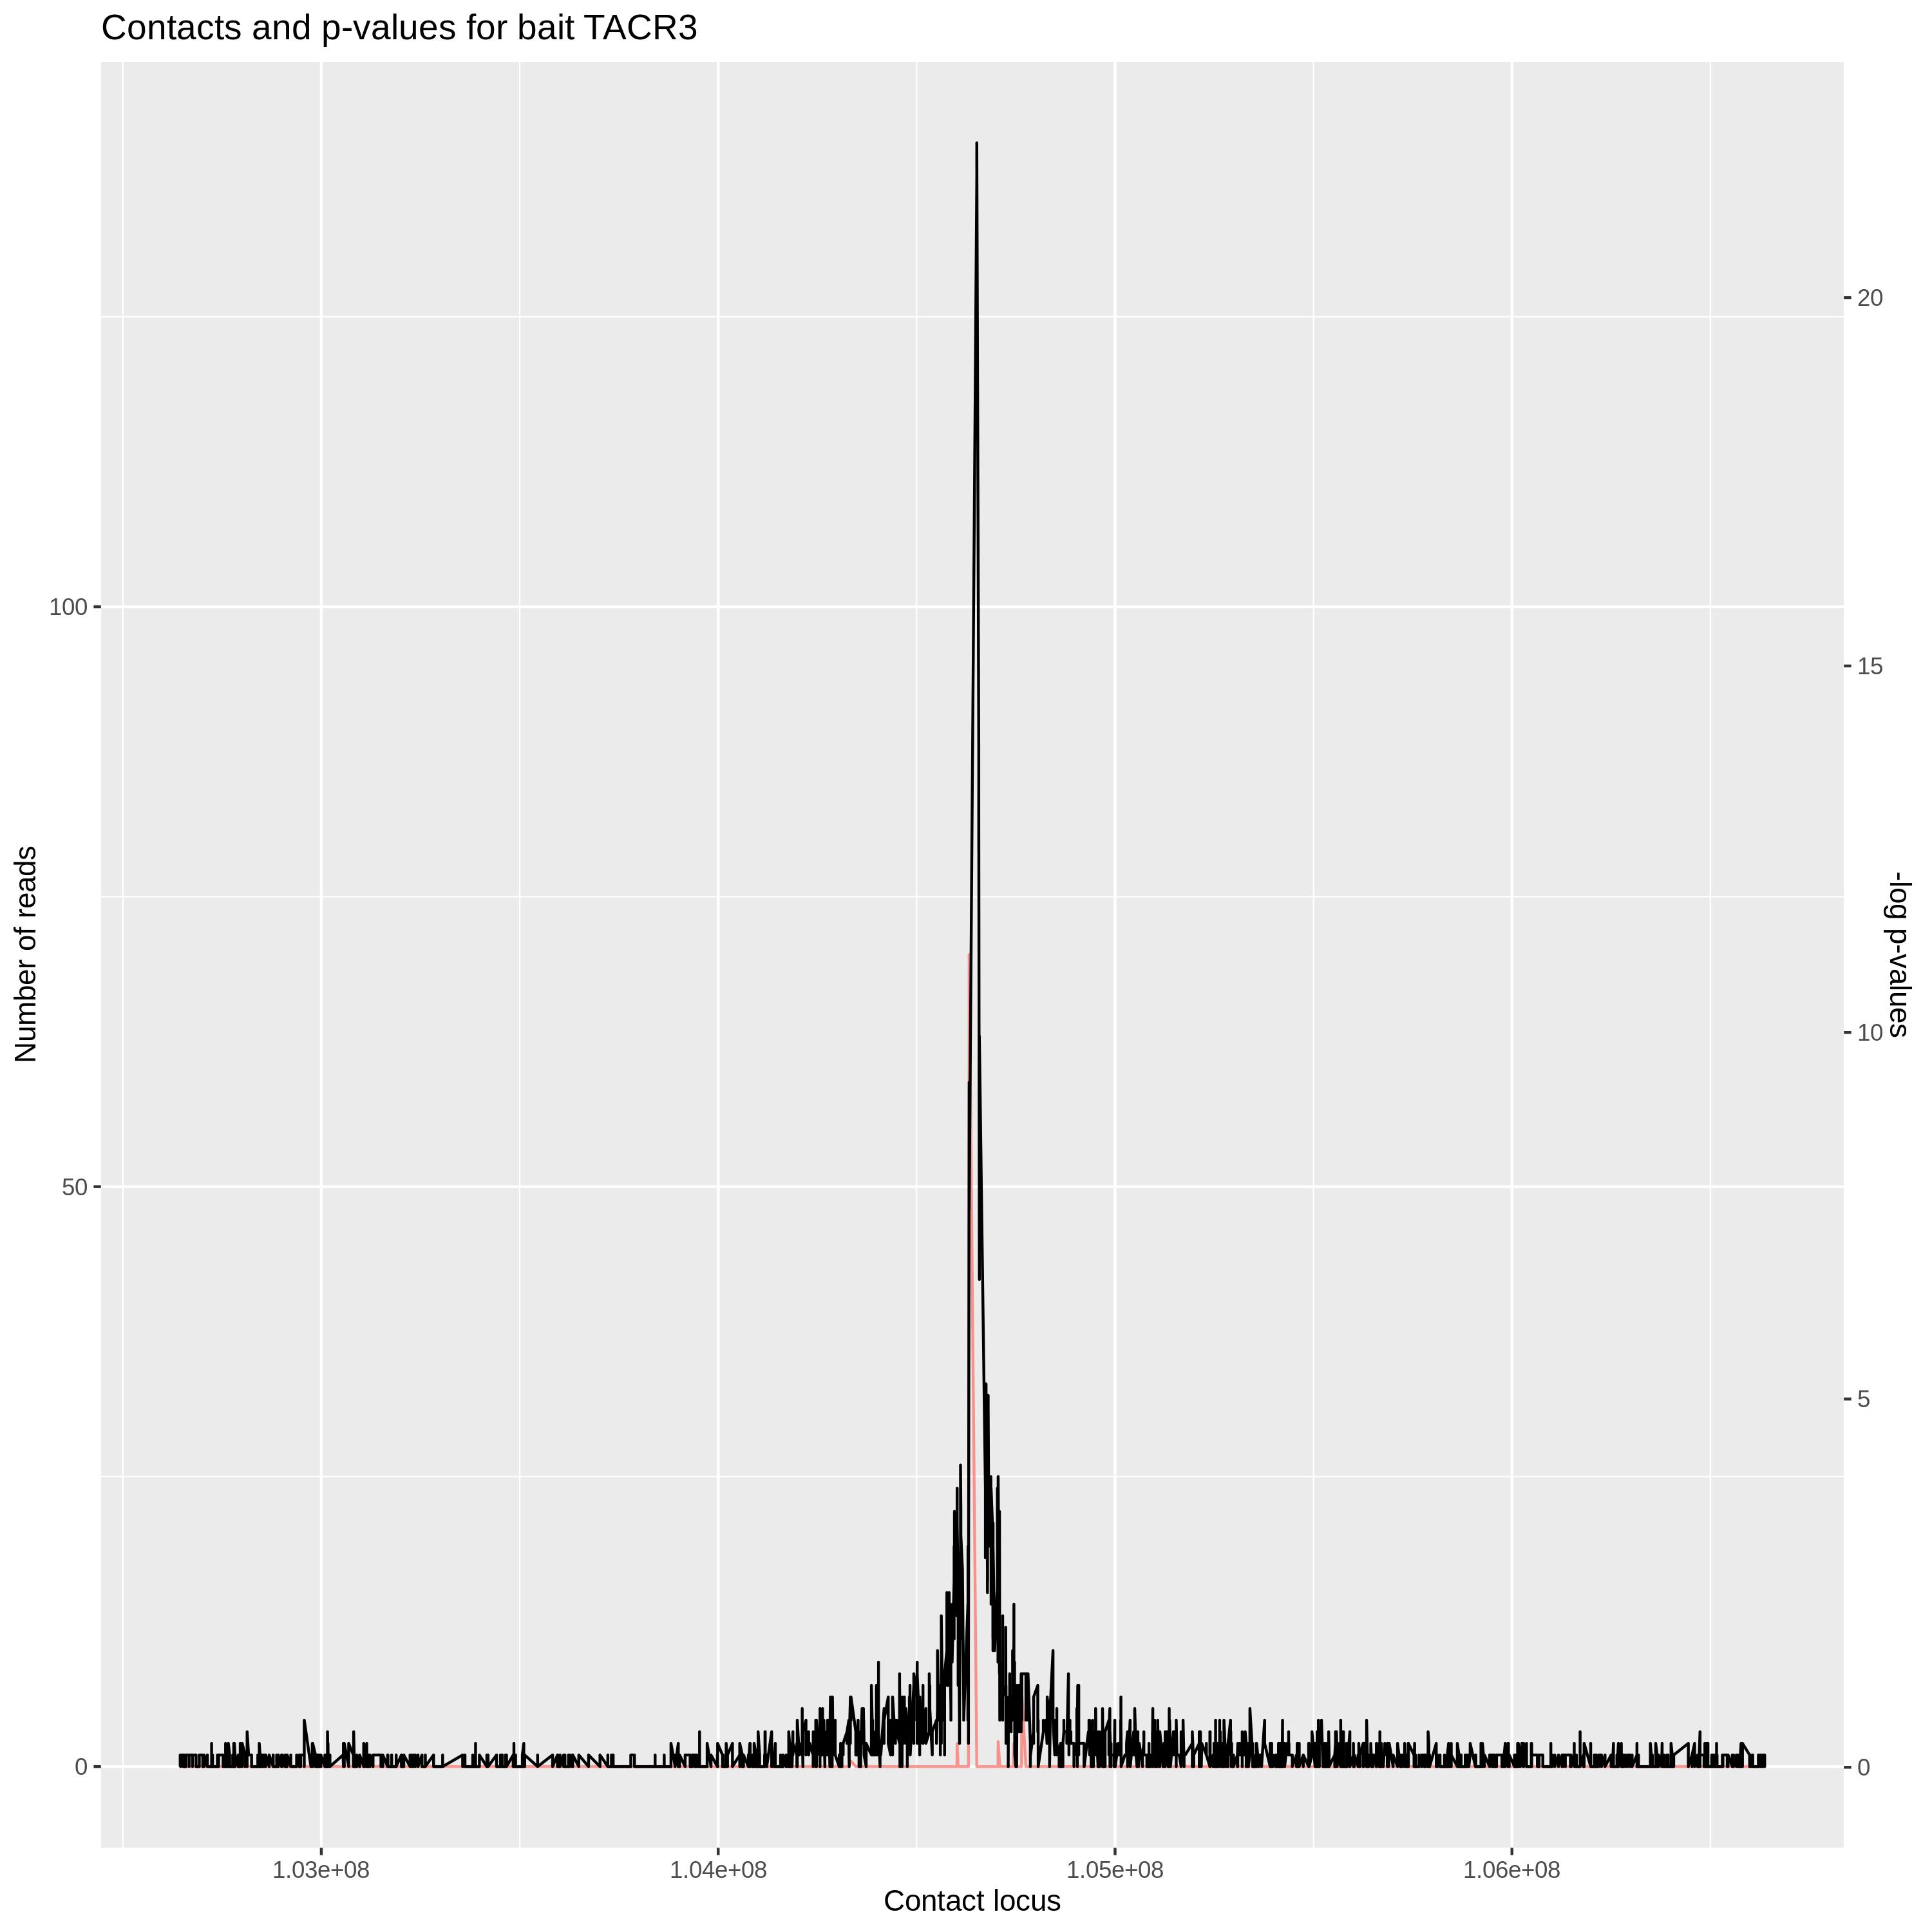 Contacts and p-values for bait TACR3
Number of reads
100
50
0
20
15
10
5
0
-log p-values
1.03e+08 1.04e+08 1.05e+08 1.06e+08
Contact locus